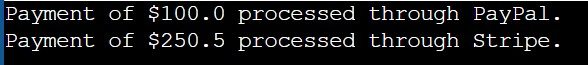 Payment of $100.0 processed through PayPal.
Payment of $250.5 processed through Stripe.